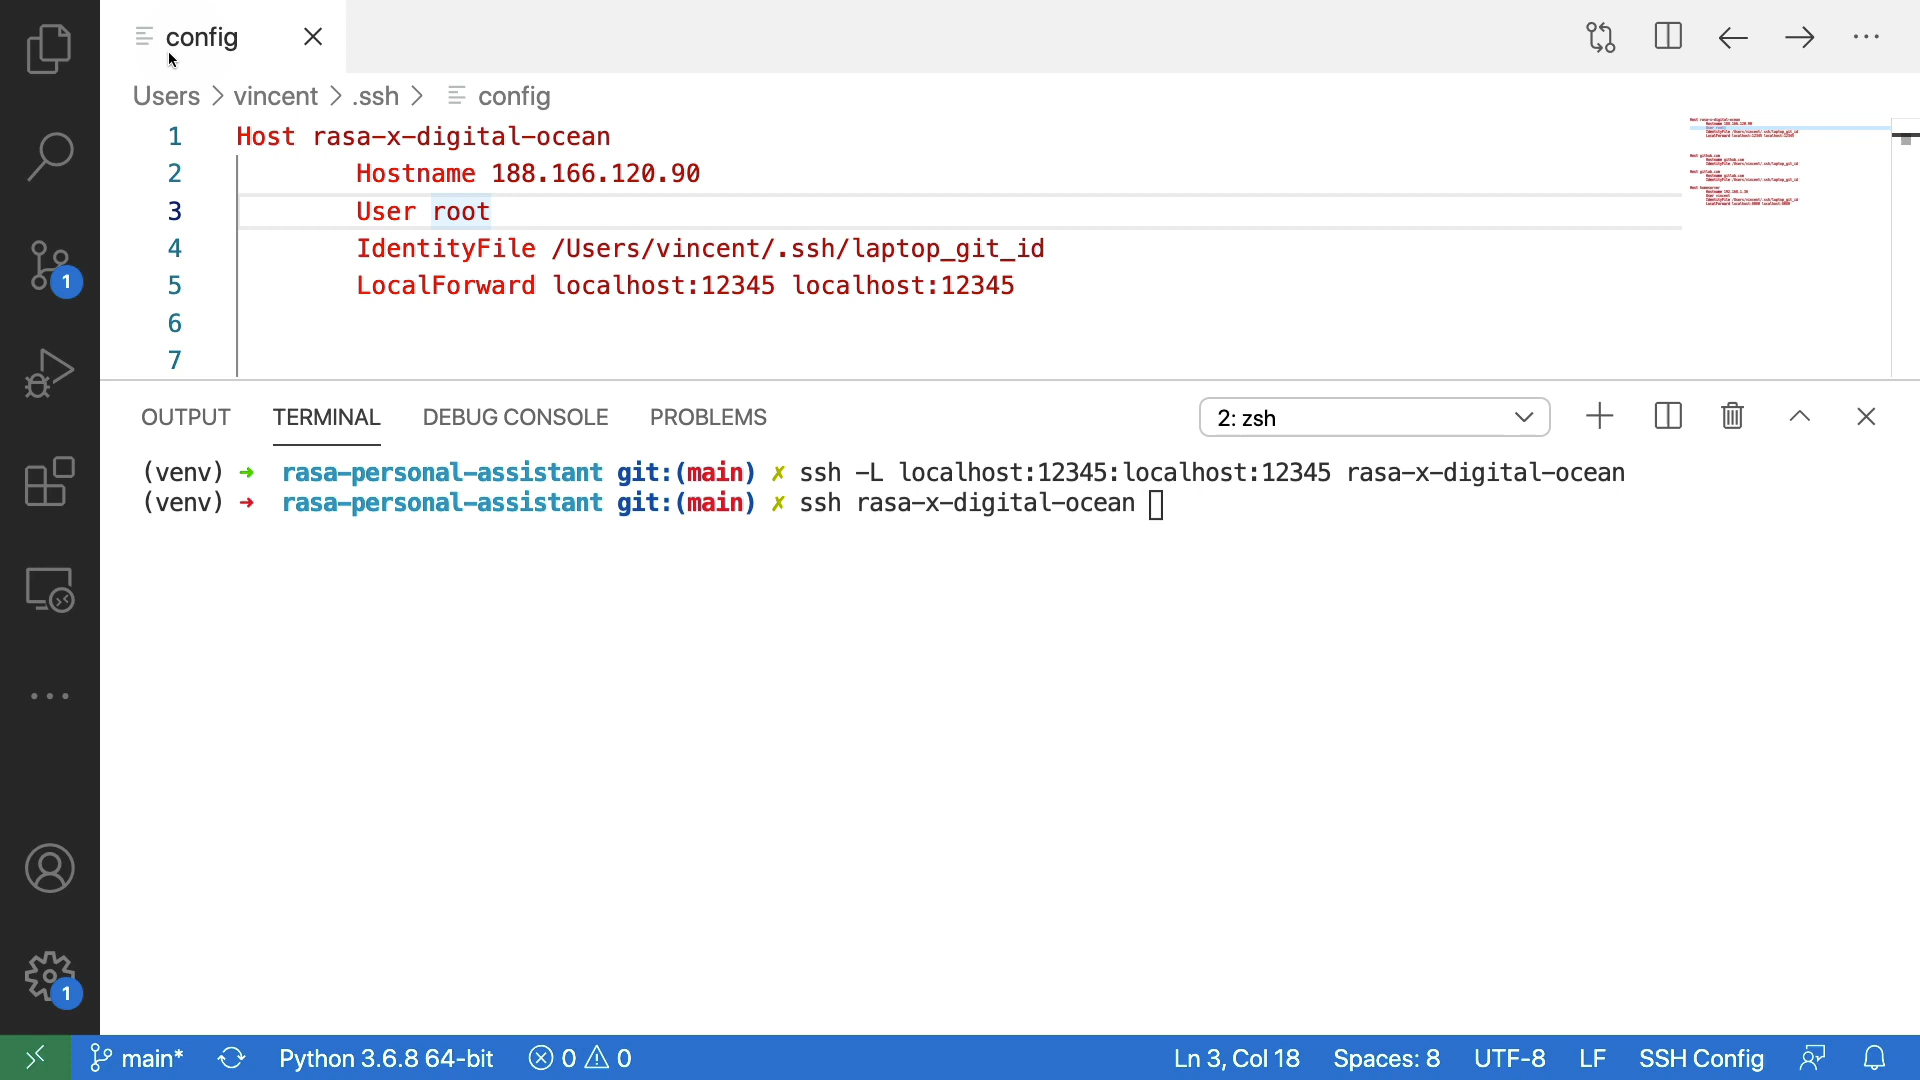 config
Users > vincent > .ssh > config
1 Host rasa-x-digital-ocean
2 Hostname 188.166.120.90
3 User root
4 IdentityFile /Users/vincent/.ssh/laptop_git_id
5 LocalForward localhost:12345 localhost:12345
6
7
OUTPUT TERMINAL DEBUG CONSOLE PROBLEMS 2: zsh
(venv) → rasa-personal-assistant git:(main) ✗ ssh -L localhost:12345:localhost:12345 rasa-x-digital-ocean
(venv) → rasa-personal-assistant git:(main) ✗ ssh rasa-x-digital-ocean
1
1
main* Python 3.6.8 64-bit 0 0 Ln 3, Col 18 Spaces: 8 UTF-8 LF SSH Config